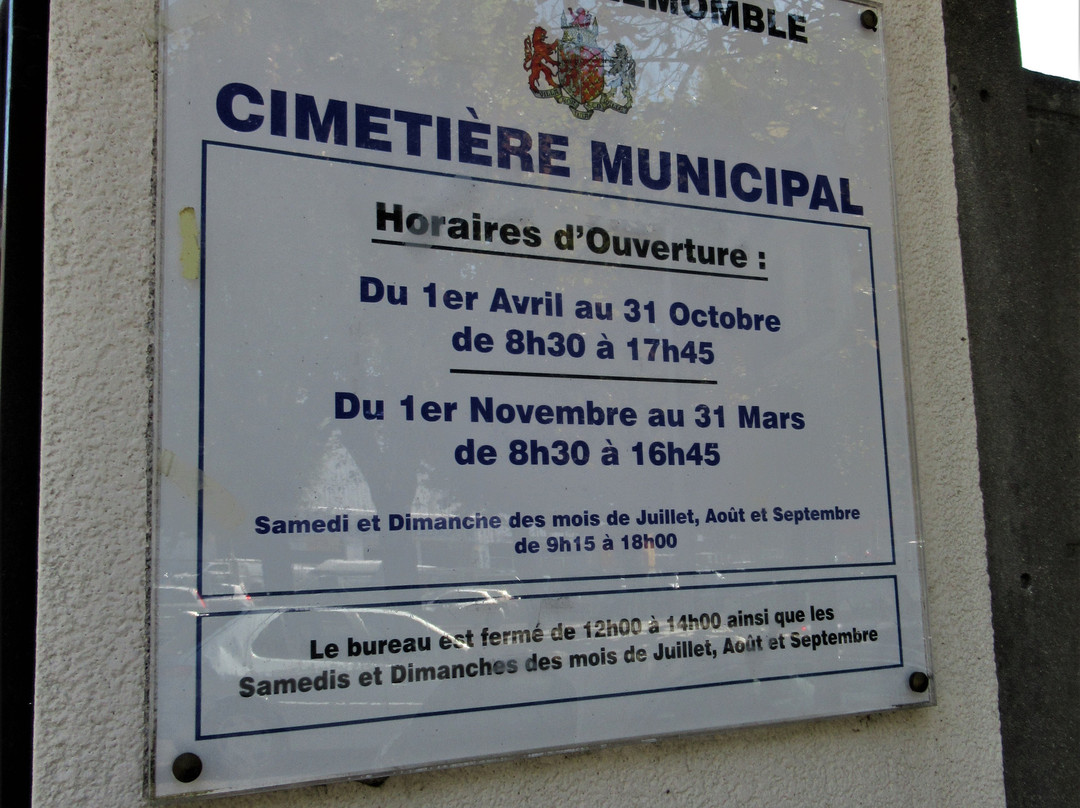 CIMETIÈRE MUNICIPAL
Horaires d'Ouverture :
Du 1er Avril au 31 Octobre
de 8h30 à 17h45
Du 1er Novembre au 31 Mars
de 8h30 à 16h45
Samedi et Dimanche des mois de Juillet, Août et Septembre
de 9h15 à 18h00
Le bureau est fermé de 12h00 à 14h00 ainsi que les
Samedis et Dimanches des mois de Juillet, Août et Septembre